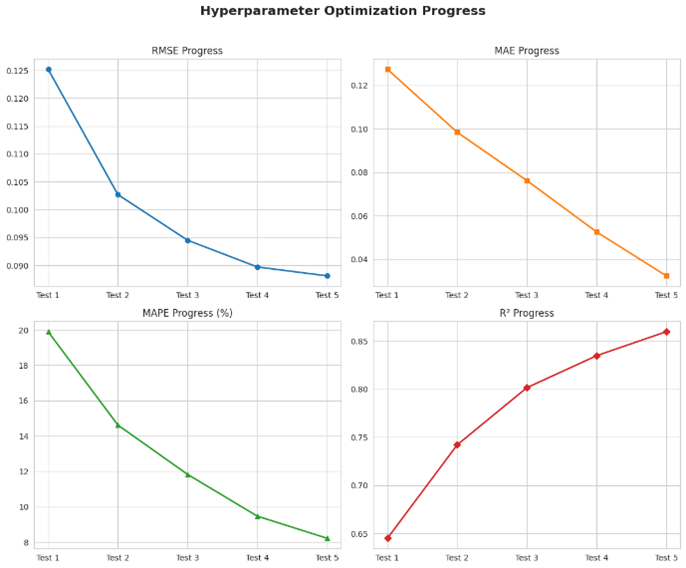 Hyperparameter Optimization Progress
RMSE Progress
0.125
0.120
0.115
0.110
0.105
0.100
0.095
0.090
Test 1 Test 2 Test 3 Test 4 Test 5
MAE Progress
0.12
0.10
0.08
0.06
0.04
Test 1 Test 2 Test 3 Test 4 Test 5
MAPE Progress (%)
20
18
16
14
12
10
8
Test 1 Test 2 Test 3 Test 4 Test 5
R² Progress
0.85
0.80
0.75
0.70
0.65
Test 1 Test 2 Test 3 Test 4 Test 5